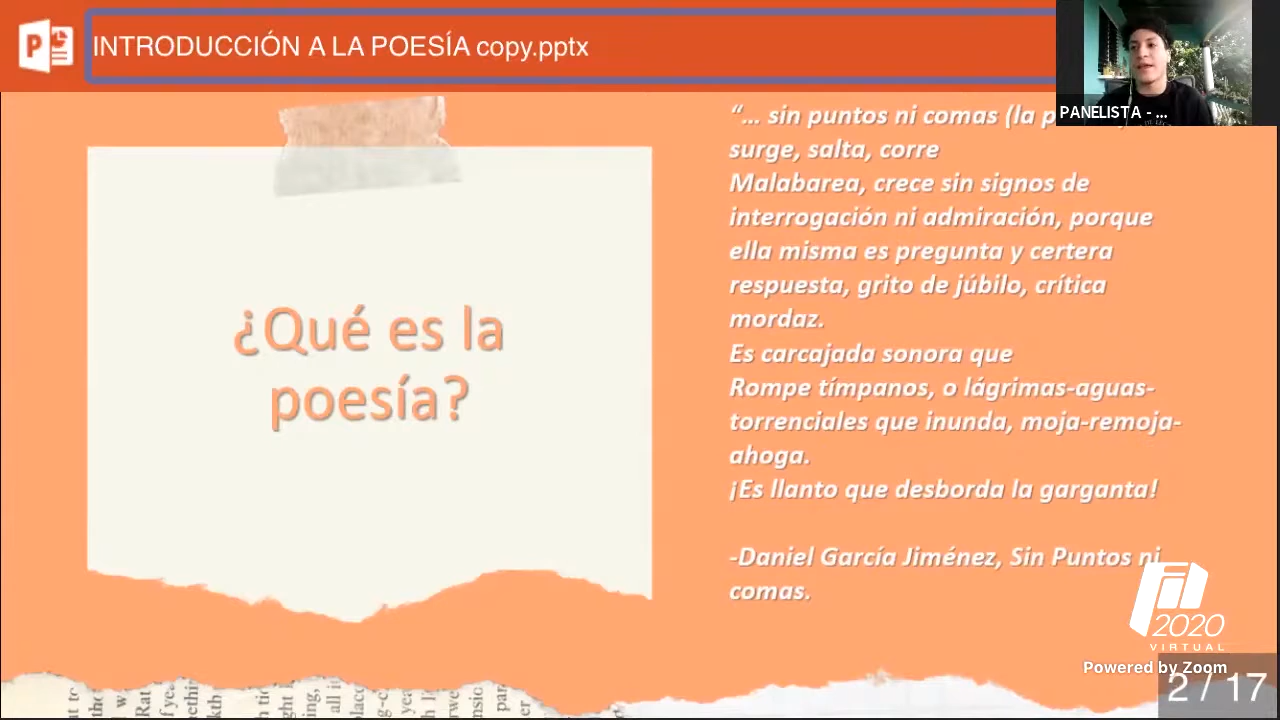 INTRODUCCIÓN A LA POESÍA copy.pptx
PANELISTA - ...
¿Qué es la
poesía?
“... sin puntos ni comas (la
surge, salta, corre
Malabarea, crece sin signos de
interrogación ni admiración, porque
ella misma es pregunta y certera
respuesta, grito de júbilo, crítica
mordaz.
Es carcajada sonora que
Rompe tímpanos, o lágrimas-aguas-
torrenciales que inunda, moja-remoja-
ahoga.
¡Es llanto que desborda la garganta!
-Daniel García Jiménez, Sin Puntos ni
comas.
FIL
2020
VIRTUAL
Powered by Zoom
2 / 17